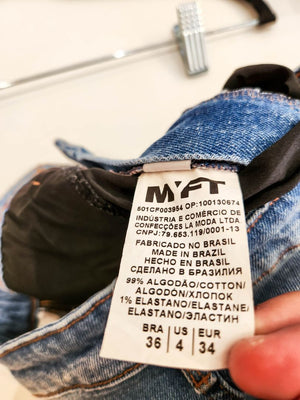 MYFT
501CF003954 OP:100130674
INDÚSTRIA E COMÉRCIO DE
CONFECÇÕES LA MODA LTDA
CNPJ: 79.653.119/0001-13
FABRICADO NO BRASIL
MADE IN BRAZIL
HECHO EN BRASIL
СДЕЛАНО В БРАЗИЛИЯ
99% ALGODÃO/COTTON/
ALGODÓN/ХЛОПОК
1% ELASTANO/ELASTANE/
ELASTANO/ЭЛАСТИН
BRA US EUR
36 4 34